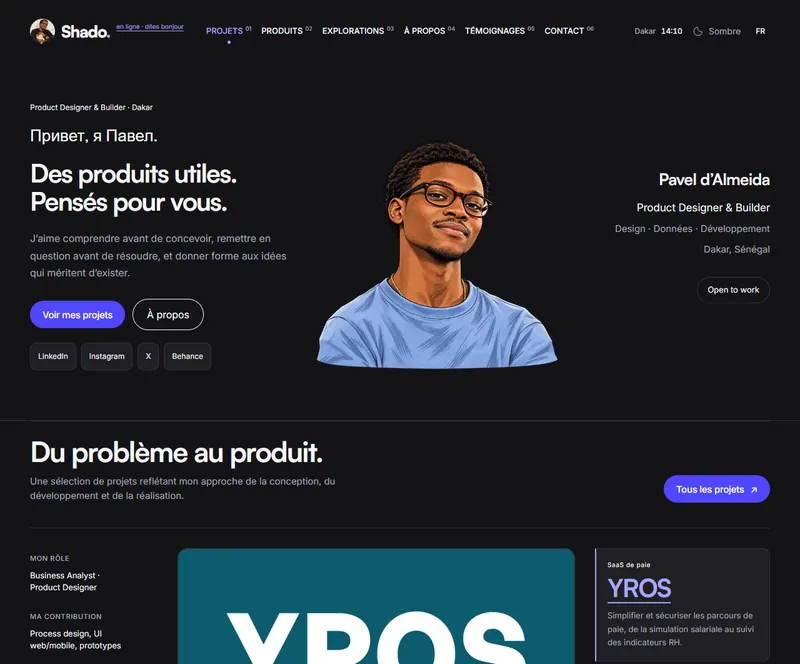 Shado.
en ligne · dites bonjour
PROJETS 01
PRODUITS 02
EXPLORATIONS 03
À PROPOS 04
TÉMOIGNAGES 05
CONTACT 06
Dakar 14:10
Sombre
FR
Product Designer & Builder · Dakar
Привет, я Павел.
Des produits utiles.
Pensés pour vous.
J’aime comprendre avant de concevoir, remettre en
question avant de résoudre, et donner forme aux idées
qui méritent d’exister.
Voir mes projets
À propos
LinkedIn
Instagram
X
Behance
Pavel d’Almeida
Product Designer & Builder
Design · Données · Développement
Dakar, Sénégal
Open to work
Du problème au produit.
Une sélection de projets reflétant mon approche de la conception, du
développement et de la réalisation.
Tous les projets ↗
MON RÔLE
Business Analyst ·
Product Designer
MA CONTRIBUTION
Process design, UI
web/mobile, prototypes
YROS
SaaS de paie
YROS
Simplifier et sécuriser les parcours de
paie, de la simulation salariale au suivi
des indicateurs RH.